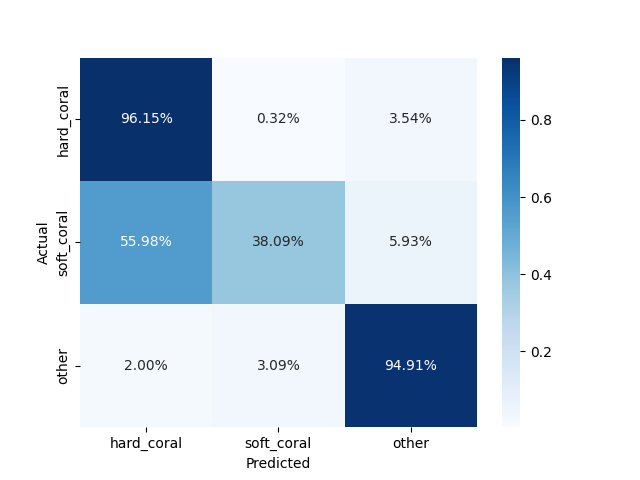 hard_coral 96.15% 0.32% 3.54%
Actual
soft_coral 55.98% 38.09% 5.93%
other 2.00% 3.09% 94.91%
hard_coral soft_coral other
Predicted
0.8
0.6
0.4
0.2